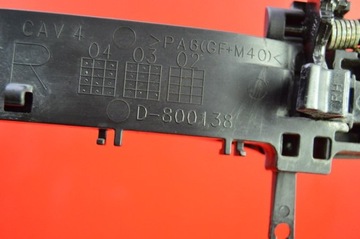 CAV 4
>PA6(GF+M40)<
04 03 02
R
D-800138